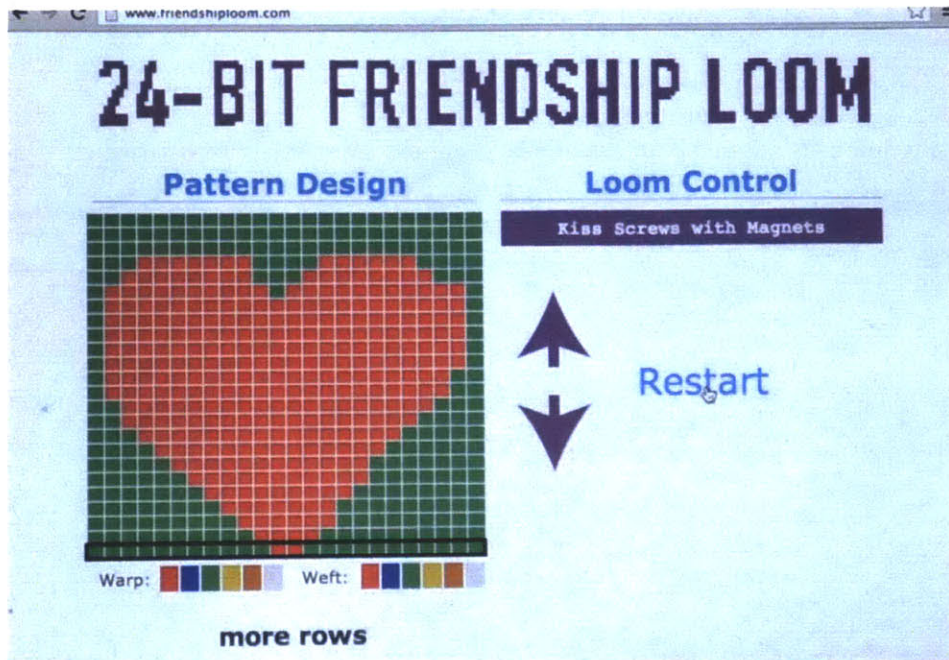 www.friendshiploom.com
24-BIT FRIENDSHIP LOOM
Pattern Design
Loom Control
Kiss Screws with Magnets
Restart
Warp:
Weft:
more rows